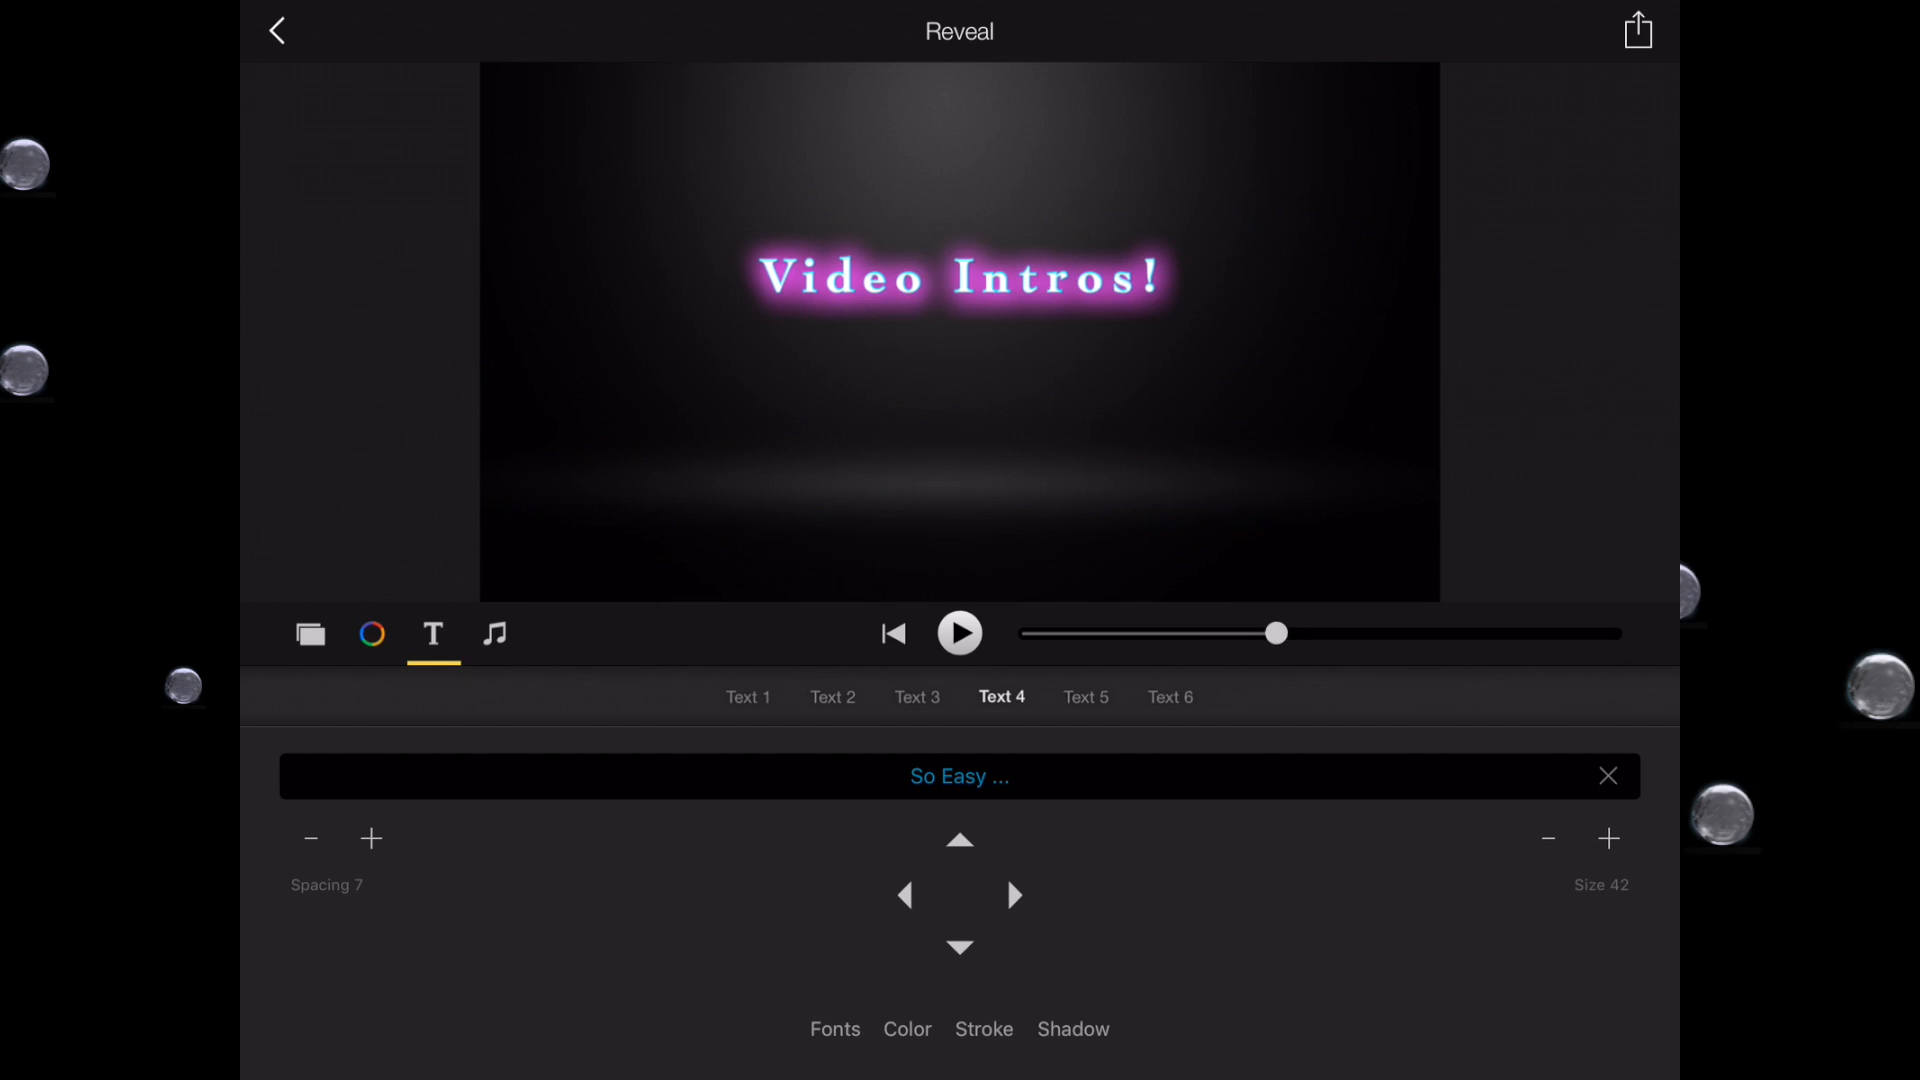 Reveal
Video Intros!
Text 1 Text 2 Text 3 Text 4 Text 5 Text 6
So Easy ...
Spacing 7 Size 42
Fonts Color Stroke Shadow